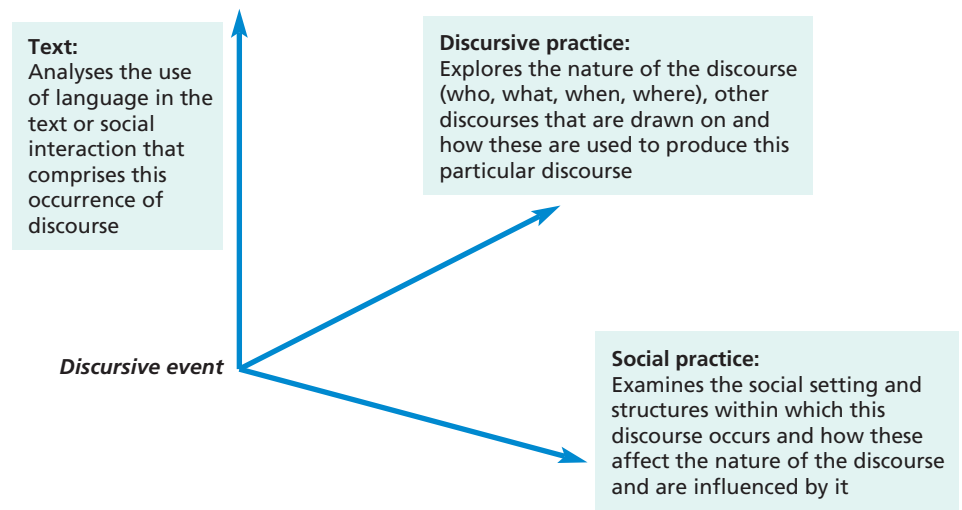 Text:
Analyses the use
of language in the
text or social
interaction that
comprises this
occurrence of
discourse
Discursive practice:
Explores the nature of the discourse
(who, what, when, where), other
discourses that are drawn on and
how these are used to produce this
particular discourse
Discursive event
Social practice:
Examines the social setting and
structures within which this
discourse occurs and how these
affect the nature of the discourse
and are influenced by it